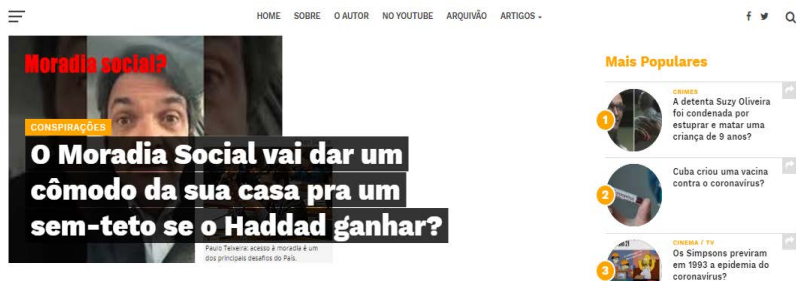 HOME SOBRE O AUTOR NO YOUTUBE ARQUIVÃO ARTIGOS
Moradia social?
CONSPIRAÇÕES
O Moradia Social vai dar um
cômodo da sua casa pra um
sem-teto se o Haddad ganhar?
Paulo Teixeira: acesso à moradia é um
dos principais desafios do País.
Mais Populares
1
CRIMES
A detenta Suzy Oliveira
foi condenada por
estuprar e matar uma
criança de 9 anos?
2
Cuba criou uma vacina
contra o coronavírus?
3
CINEMA / TV
Os Simpsons previram
em 1993 a epidemia do
coronavírus?